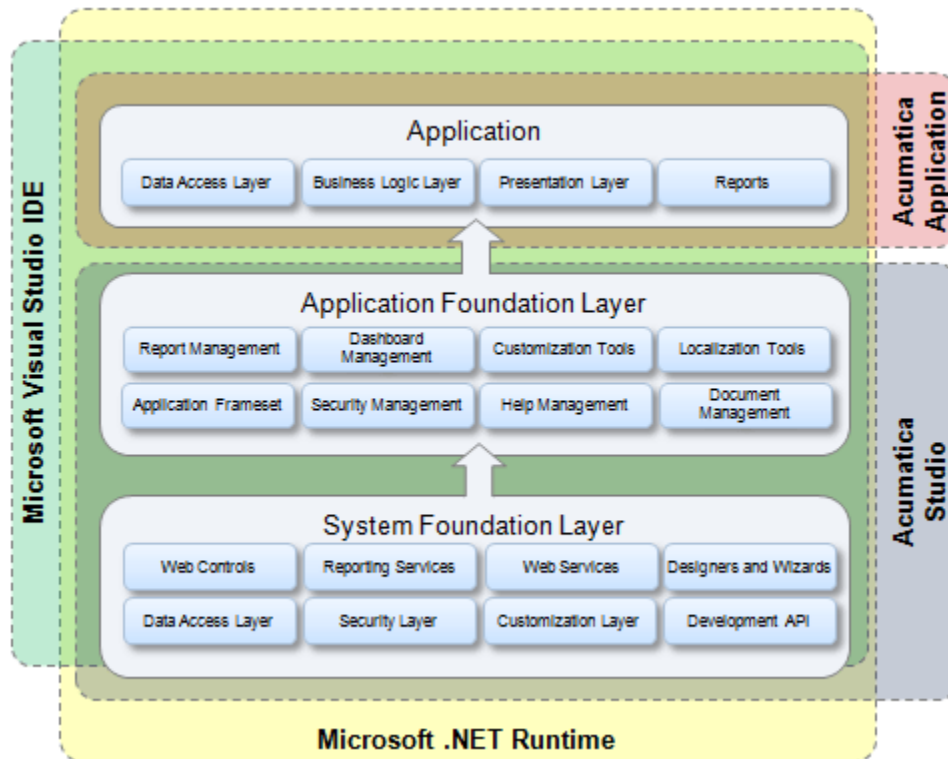 Application
Data Access Layer
Business Logic Layer
Presentation Layer
Reports
Application Foundation Layer
Report Management
Dashboard
Management
Customization Tools
Localization Tools
Application Frameset
Security Management
Help Management
Document
Management
System Foundation Layer
Web Controls
Reporting Services
Web Services
Designers and Wizards
Data Access Layer
Security Layer
Customization Layer
Development API
Microsoft Visual Studio IDE
Acumatica
Application
Acumatica
Studio
Microsoft .NET Runtime